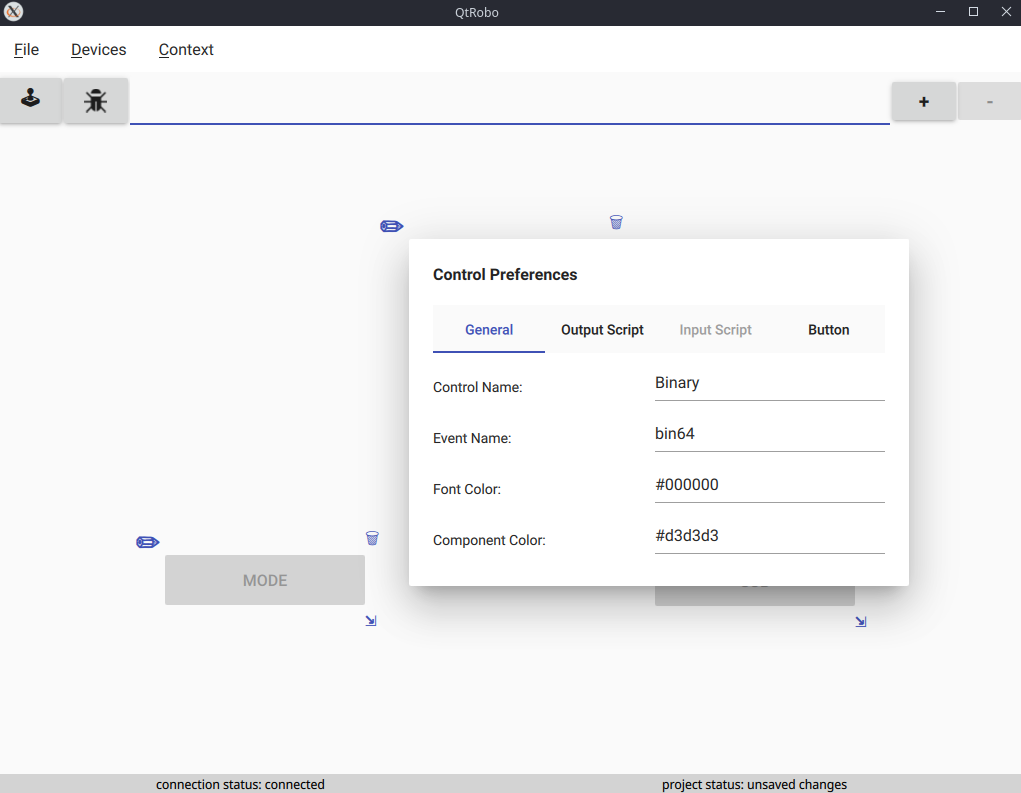 QtRobo
File Devices Context
+ -
Control Preferences
General Output Script Input Script Button
Control Name: Binary
Event Name: bin64
Font Color: #000000
Component Color: #d3d3d3
MODE
connection status: connected project status: unsaved changes